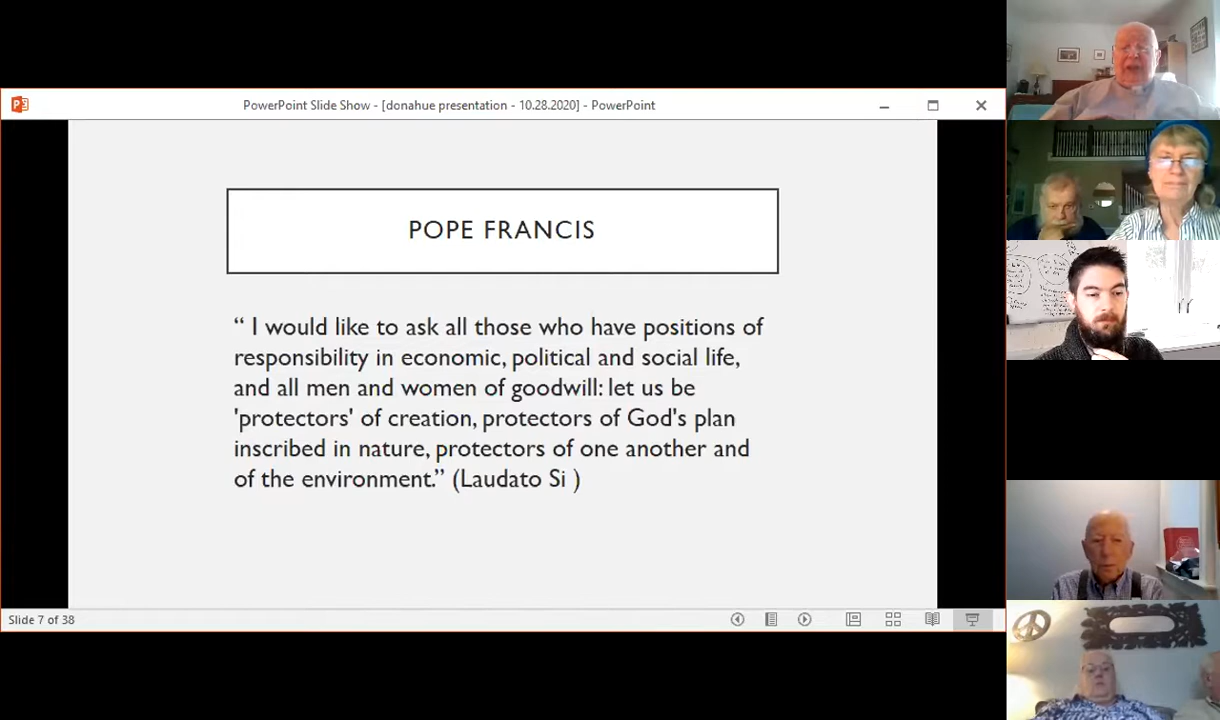 PowerPoint Slide Show - [donahue presentation - 10.28.2020] - PowerPoint
POPE FRANCIS
“ I would like to ask all those who have positions of
responsibility in economic, political and social life,
and all men and women of goodwill: let us be
'protectors' of creation, protectors of God's plan
inscribed in nature, protectors of one another and
of the environment.” (Laudato Si )
Slide 7 of 38